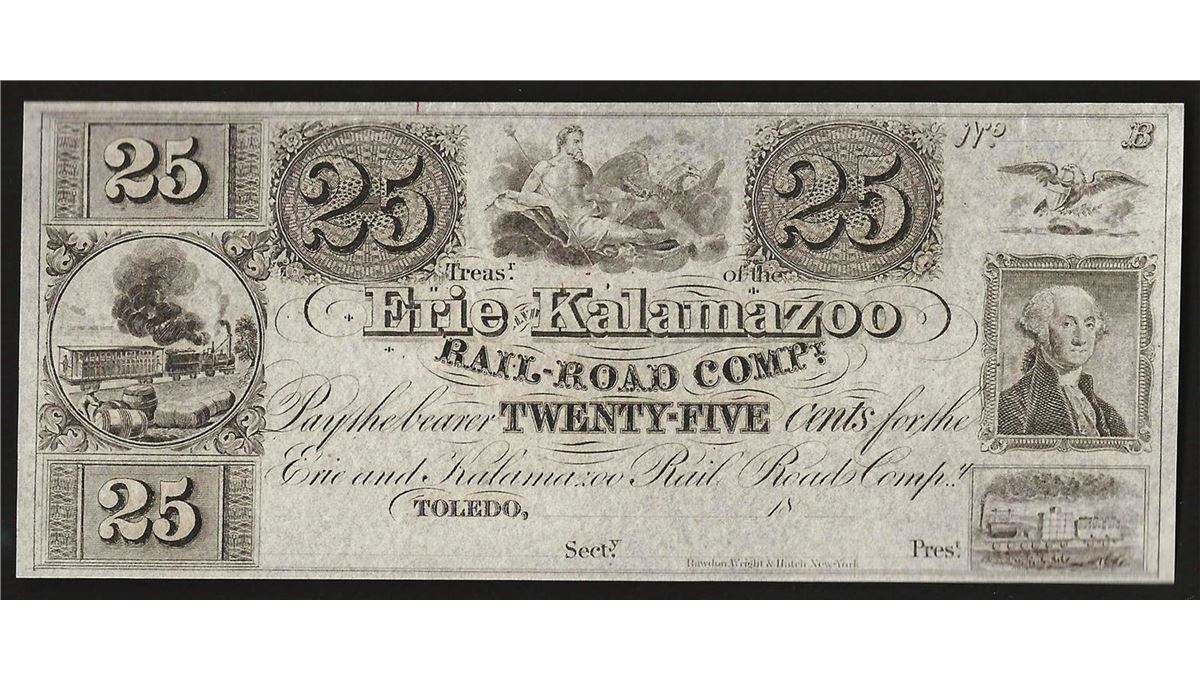 25 25 25 Nº B
Treas.r of the
Erie AND Kalamazoo
RAIL-ROAD COMP.Y
Pay the bearer TWENTY-FIVE cents for the
Erie and Kalamazoo Rail Road Comp.y
25 TOLEDO, 18
Sect.y Pres.t
Rawdon, Wright & Hatch New-York